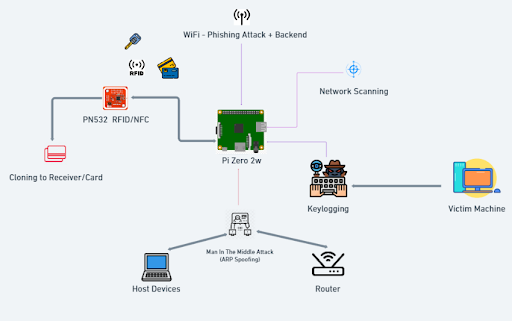 WiFi - Phishing Attack + Backend
RFID
Network Scanning
PN532 RFID/NFC
Pi Zero 2w
Cloning to Receiver/Card
Keylogging
Victim Machine
Man In The Middle Attack
(ARP Spoofing)
Host Devices
Router